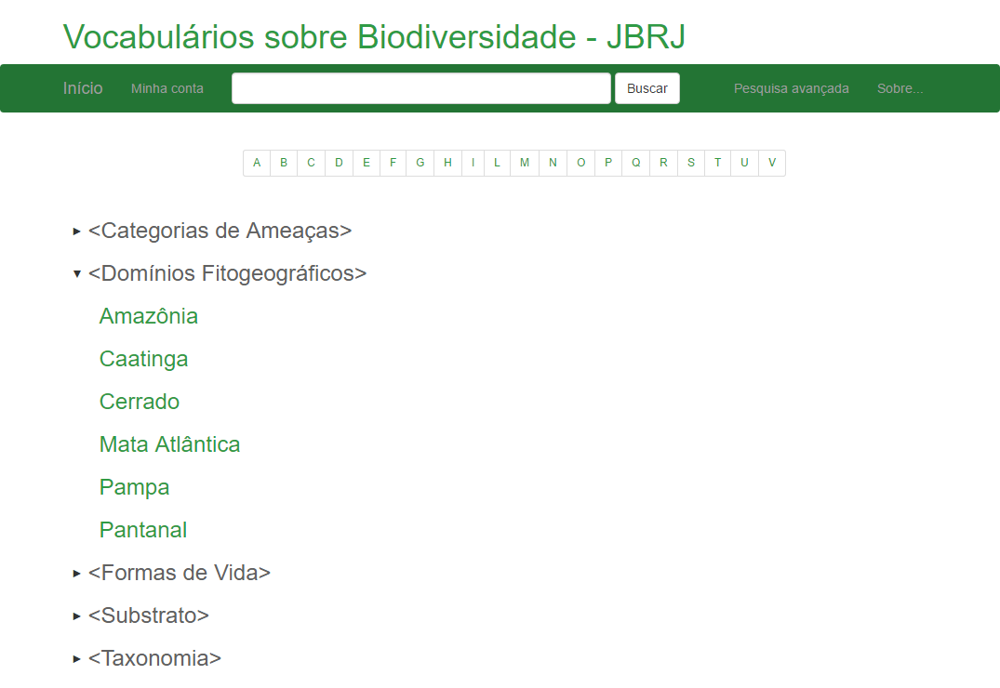 Vocabulários sobre Biodiversidade - JBRJ
Início Minha conta Buscar Pesquisa avançada Sobre...
A B C D E F G H I L M N O P Q R S T U V
► <Categorias de Ameaças>
▼ <Domínios Fitogeográficos>
Amazônia
Caatinga
Cerrado
Mata Atlântica
Pampa
Pantanal
► <Formas de Vida>
► <Substrato>
► <Taxonomia>